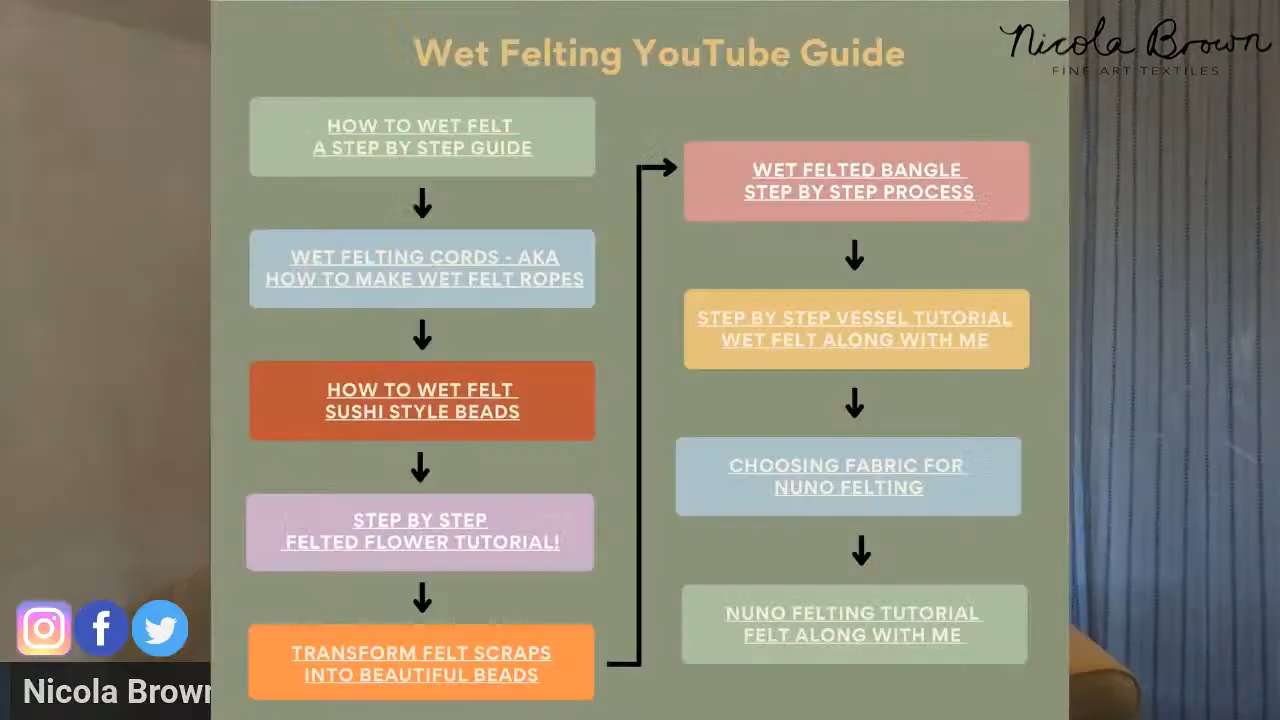 Wet Felting YouTube Guide
Nicola Brown
FINE ART TEXTILES
HOW TO WET FELT
A STEP BY STEP GUIDE
WET FELTING CORDS - AKA
HOW TO MAKE WET FELT ROPES
HOW TO WET FELT
SUSHI STYLE BEADS
STEP BY STEP
FELTED FLOWER TUTORIAL!
TRANSFORM FELT SCRAPS
INTO BEAUTIFUL BEADS
WET FELTED BANGLE
STEP BY STEP PROCESS
STEP BY STEP VESSEL TUTORIAL
WET FELT ALONG WITH ME
CHOOSING FABRIC FOR
NUNO FELTING
NUNO FELTING TUTORIAL
FELT ALONG WITH ME
Nicola Brown